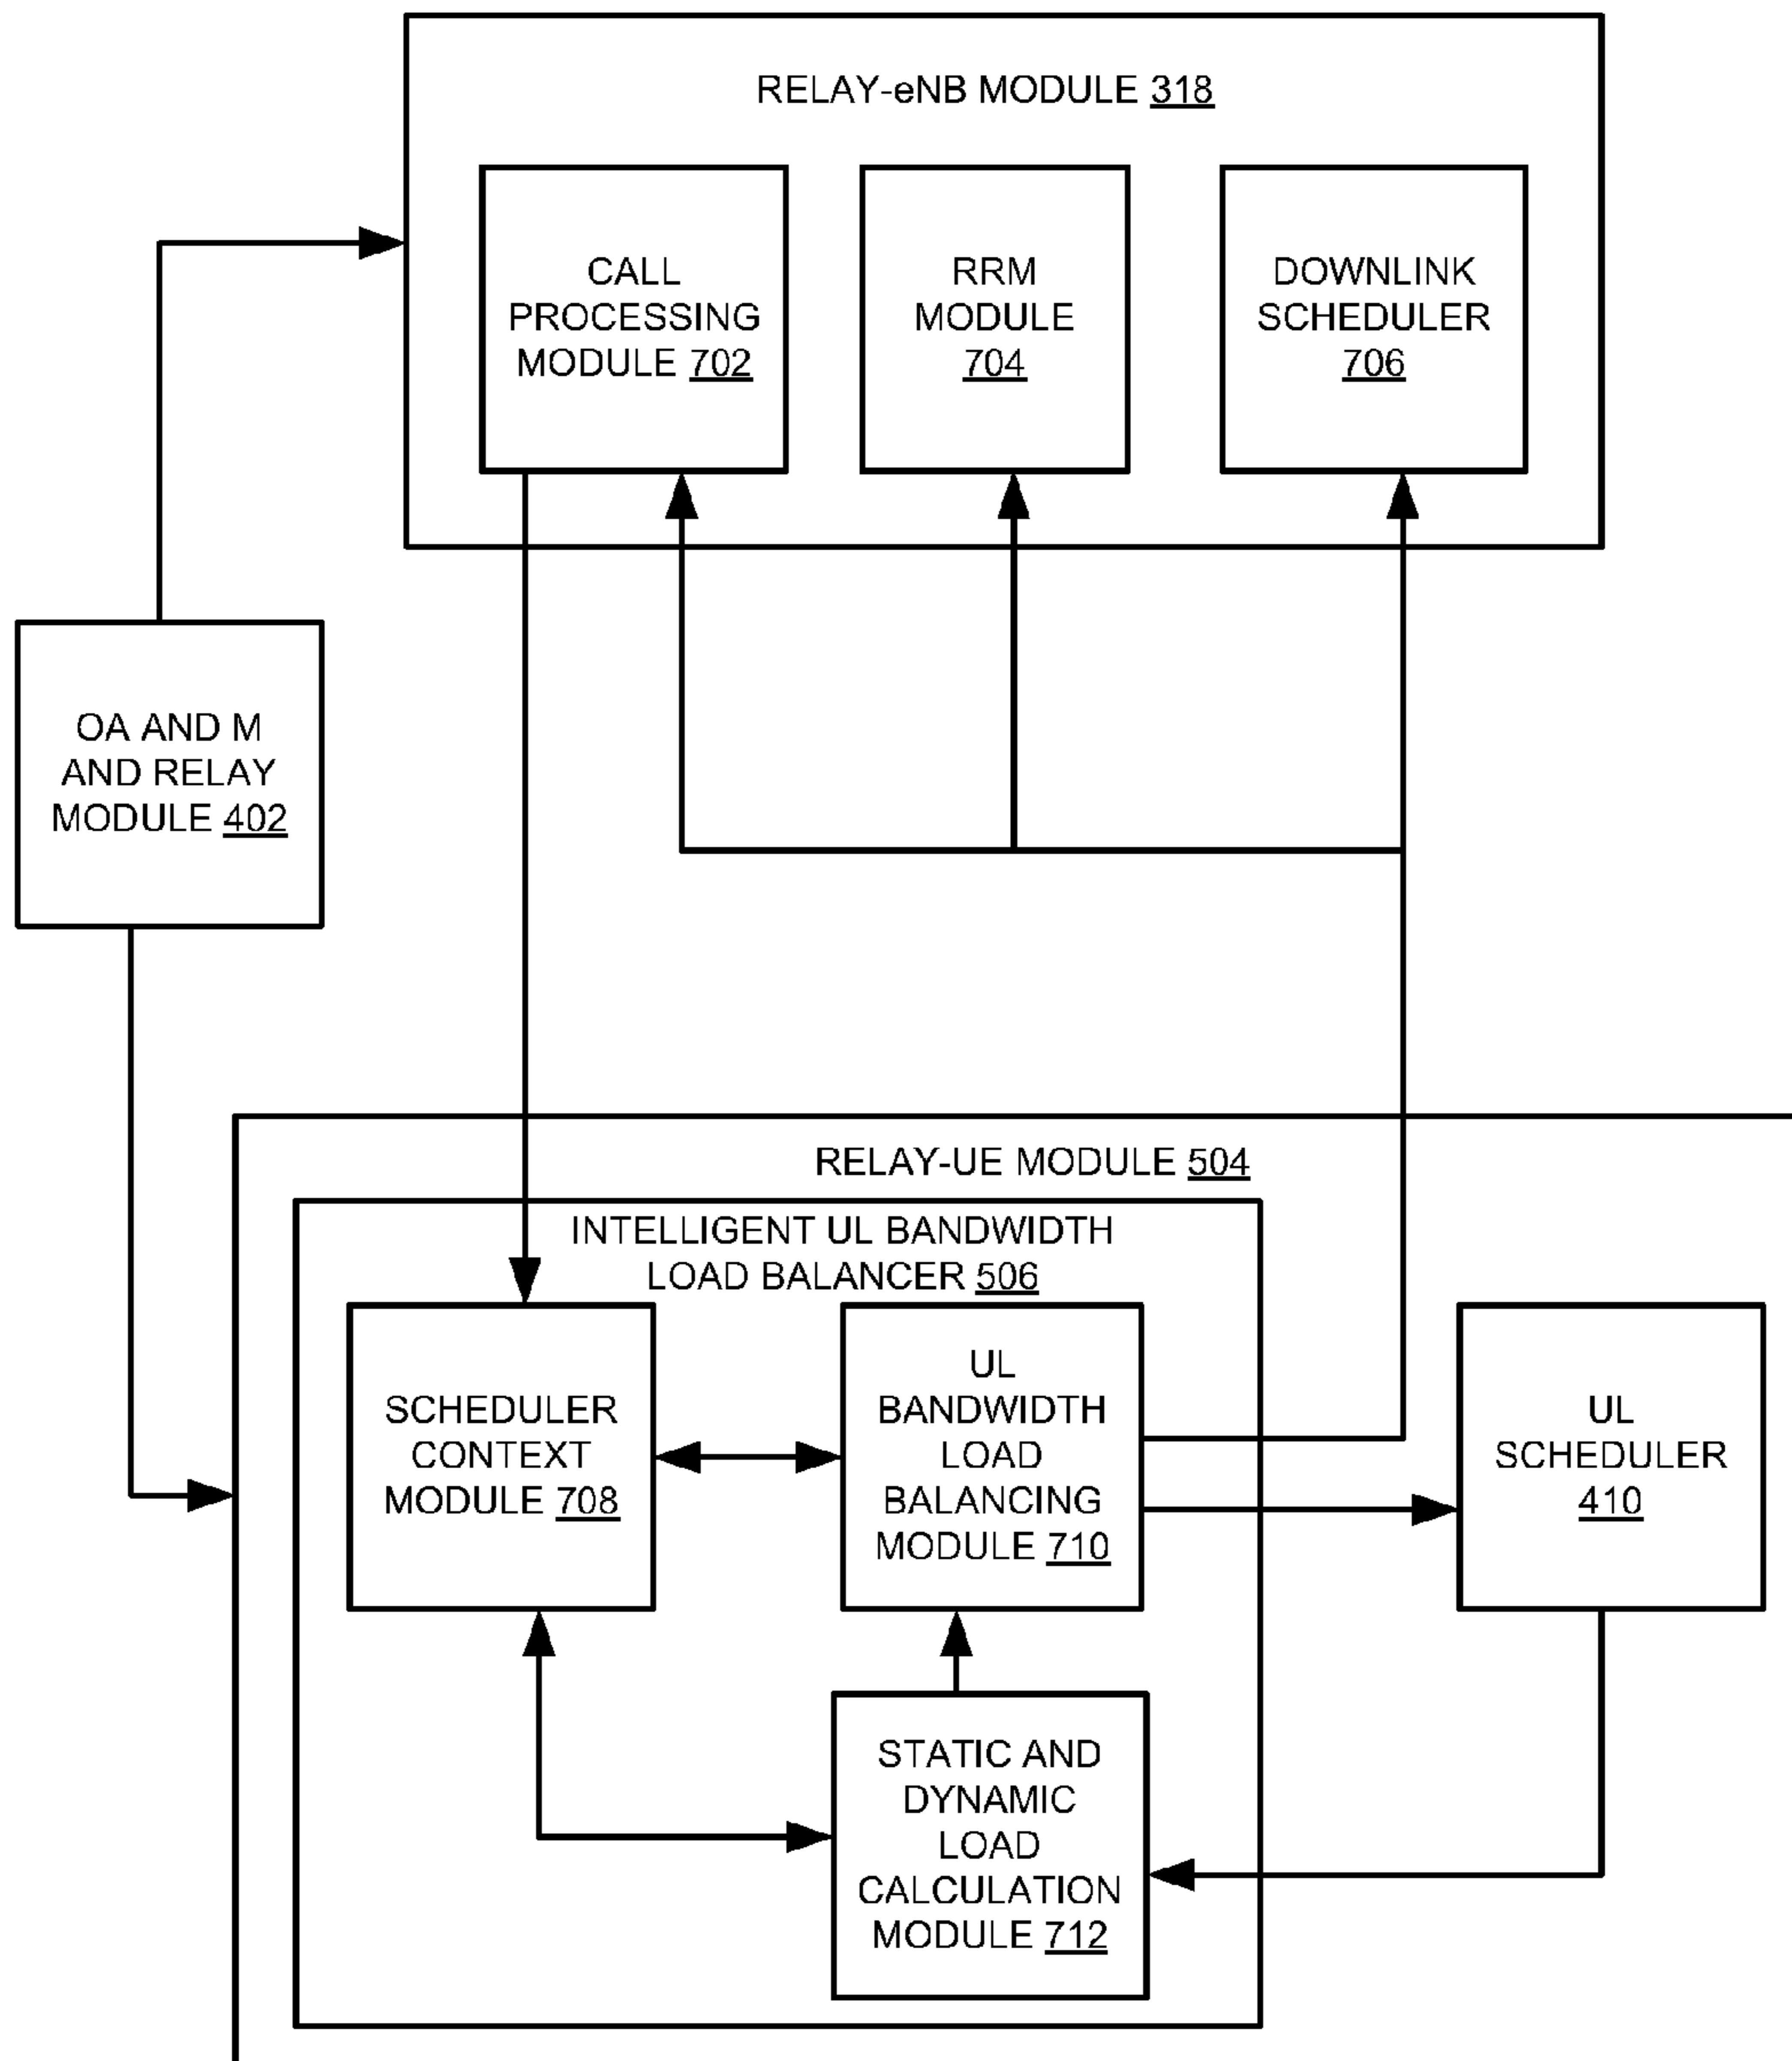 RELAY-eNB MODULE 318
CALL
PROCESSING
MODULE 702
RRM
MODULE
704
DOWNLINK
SCHEDULER
706
OA AND M
AND RELAY
MODULE 402
RELAY-UE MODULE 504
INTELLIGENT UL BANDWIDTH
LOAD BALANCER 506
SCHEDULER
CONTEXT
MODULE 708
UL
BANDWIDTH
LOAD
BALANCING
MODULE 710
UL
SCHEDULER
410
STATIC AND
DYNAMIC
LOAD
CALCULATION
MODULE 712